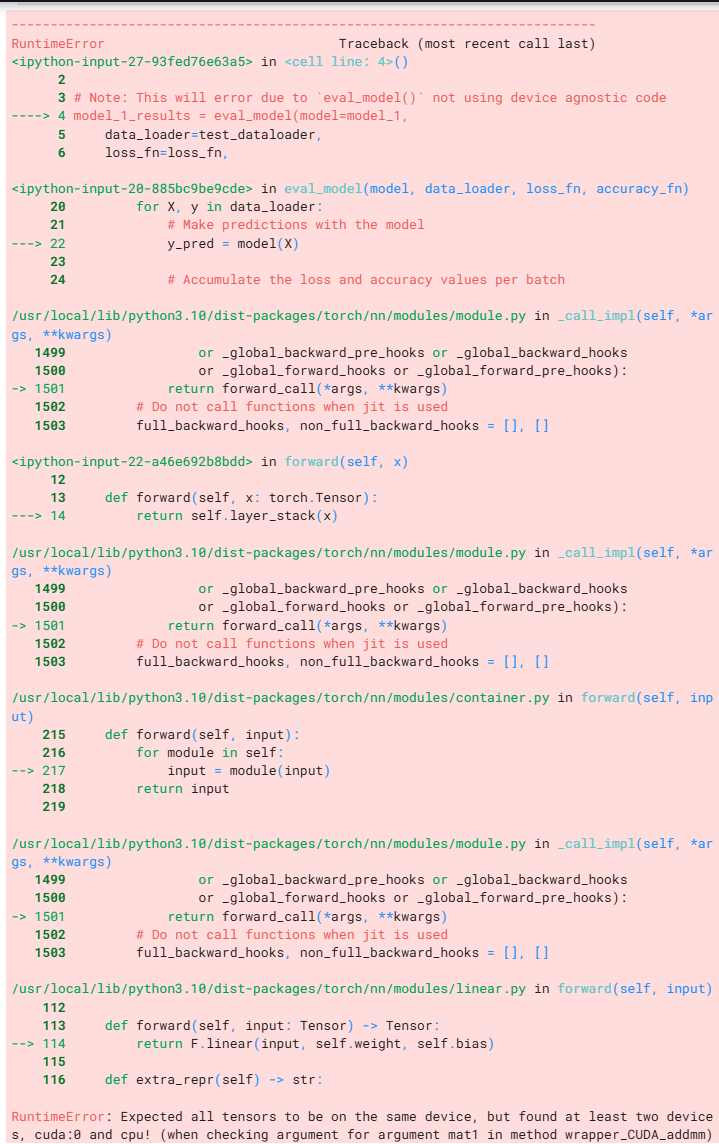 ---------------------------------------------------------------------------
RuntimeError                              Traceback (most recent call last)
<ipython-input-27-93fed76e63a5> in <cell line: 4>()
      2
      3 # Note: This will error due to `eval_model()` not using device agnostic code
----> 4 model_1_results = eval_model(model=model_1,
      5     data_loader=test_dataloader,
      6     loss_fn=loss_fn,

<ipython-input-20-885bc9be9cde> in eval_model(model, data_loader, loss_fn, accuracy_fn)
     20         for X, y in data_loader:
     21             # Make predictions with the model
---> 22             y_pred = model(X)
     23
     24             # Accumulate the loss and accuracy values per batch

/usr/local/lib/python3.10/dist-packages/torch/nn/modules/module.py in _call_impl(self, *ar
gs, **kwargs)
   1499                 or _global_backward_pre_hooks or _global_backward_hooks
   1500                 or _global_forward_hooks or _global_forward_pre_hooks):
-> 1501             return forward_call(*args, **kwargs)
   1502         # Do not call functions when jit is used
   1503         full_backward_hooks, non_full_backward_hooks = [], []

<ipython-input-22-a46e692b8bdd> in forward(self, x)
     12
     13     def forward(self, x: torch.Tensor):
---> 14         return self.layer_stack(x)

/usr/local/lib/python3.10/dist-packages/torch/nn/modules/module.py in _call_impl(self, *ar
gs, **kwargs)
   1499                 or _global_backward_pre_hooks or _global_backward_hooks
   1500                 or _global_forward_hooks or _global_forward_pre_hooks):
-> 1501             return forward_call(*args, **kwargs)
   1502         # Do not call functions when jit is used
   1503         full_backward_hooks, non_full_backward_hooks = [], []

/usr/local/lib/python3.10/dist-packages/torch/nn/modules/container.py in forward(self, inp
ut)
    215     def forward(self, input):
    216         for module in self:
--> 217             input = module(input)
    218         return input
    219

/usr/local/lib/python3.10/dist-packages/torch/nn/modules/module.py in _call_impl(self, *ar
gs, **kwargs)
   1499                 or _global_backward_pre_hooks or _global_backward_hooks
   1500                 or _global_forward_hooks or _global_forward_pre_hooks):
-> 1501             return forward_call(*args, **kwargs)
   1502         # Do not call functions when jit is used
   1503         full_backward_hooks, non_full_backward_hooks = [], []

/usr/local/lib/python3.10/dist-packages/torch/nn/modules/linear.py in forward(self, input)
    112
    113     def forward(self, input: Tensor) -> Tensor:
--> 114         return F.linear(input, self.weight, self.bias)
    115
    116     def extra_repr(self) -> str:

RuntimeError: Expected all tensors to be on the same device, but found at least two device
s, cuda:0 and cpu! (when checking argument for argument mat1 in method wrapper_CUDA_addmm)